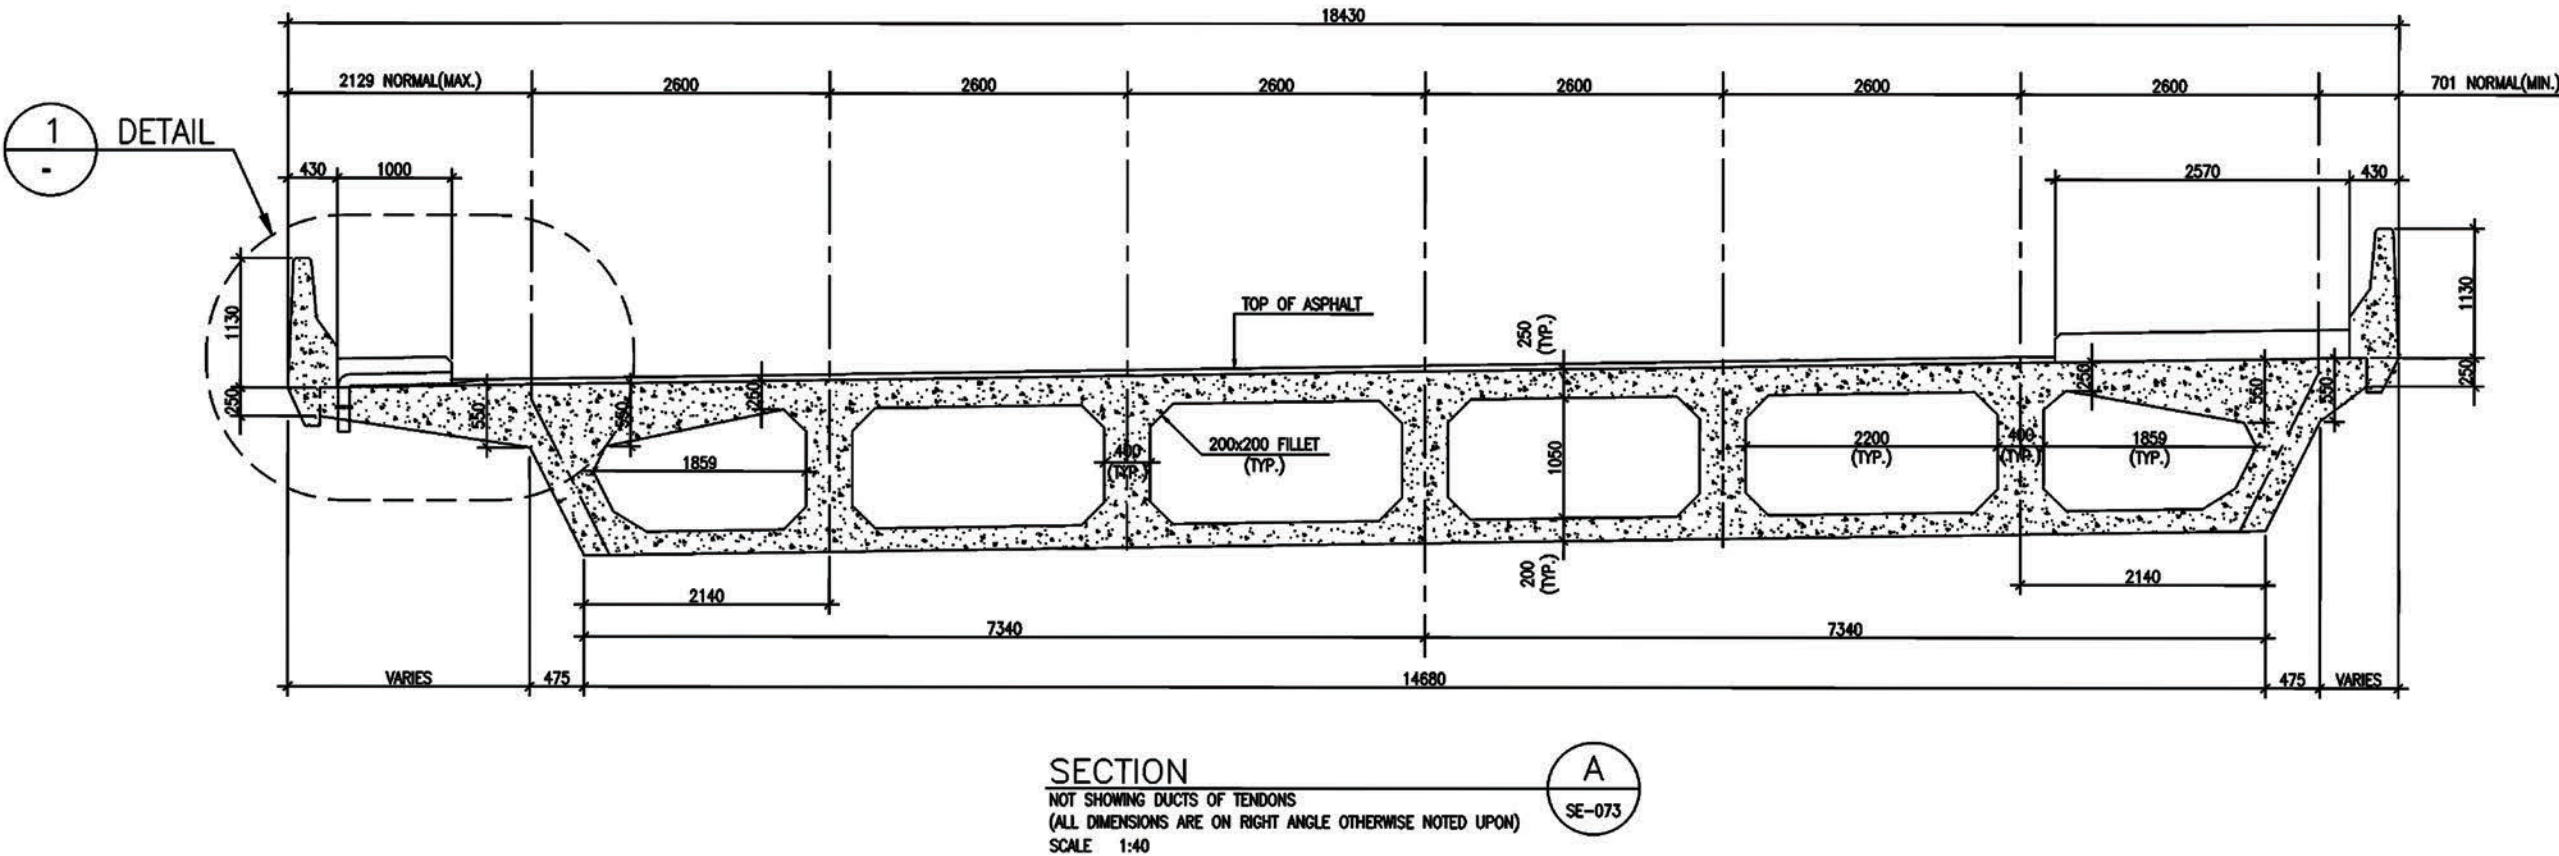 18430
2129 NORMAL(MAX.)
2600
2600
2600
2600
2600
2600
701 NORMAL(MIN.)
1
-
DETAIL
430
1000
2570
430
1130
250
550
550
250
TOP OF ASPHALT
250
(TYP.)
1130
250
250
550
550
1859
400
(TYP.)
200x200 FILLET
(TYP.)
1050
2200
(TYP.)
400
(TYP.)
1859
(TYP.)
200
(TYP.)
2140
2140
7340
7340
VARIES
475
14680
475
VARIES
SECTION
A
SE-073
NOT SHOWING DUCTS OF TENDONS
(ALL DIMENSIONS ARE ON RIGHT ANGLE OTHERWISE NOTED UPON)
SCALE 1:40